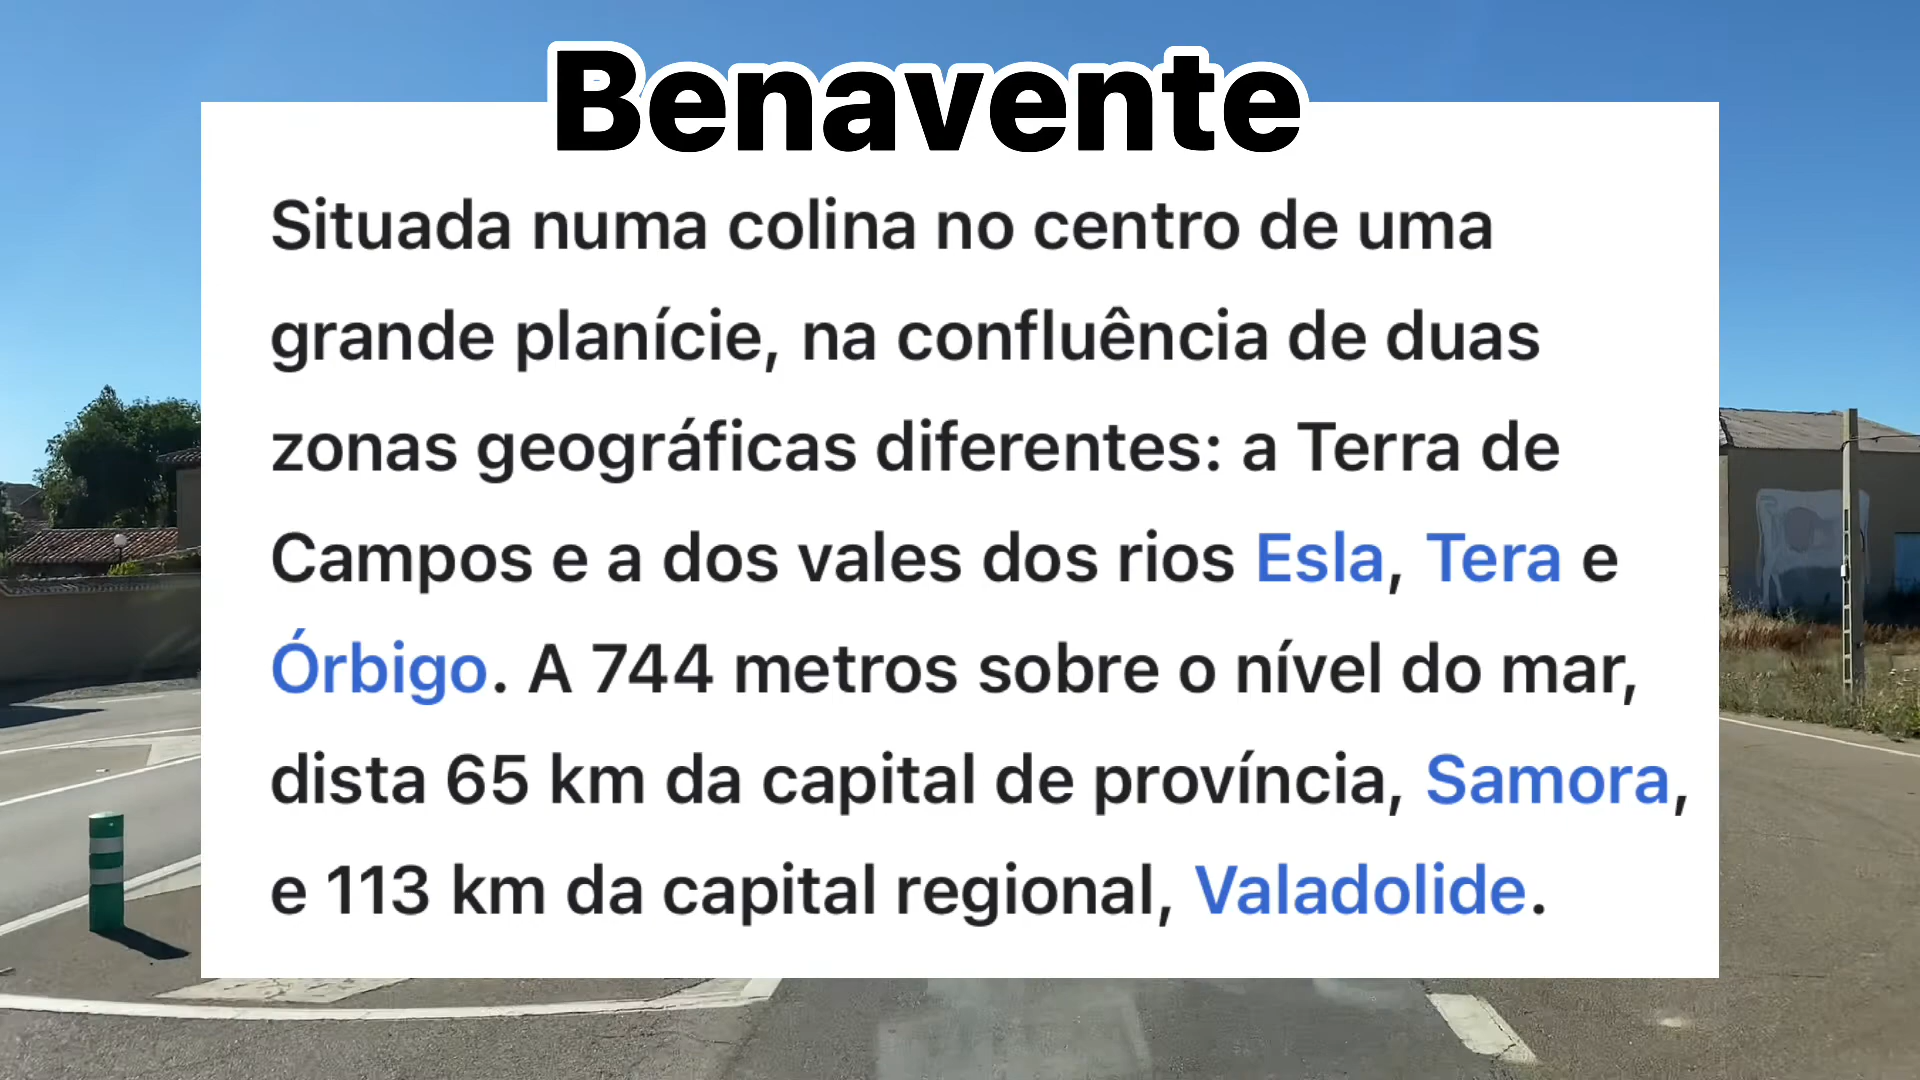 Benavente
Situada numa colina no centro de uma
grande planície, na confluência de duas
zonas geográficas diferentes: a Terra de
Campos e a dos vales dos rios Esla, Tera e
Órbigo. A 744 metros sobre o nível do mar,
dista 65 km da capital de província, Samora,
e 113 km da capital regional, Valadolide.